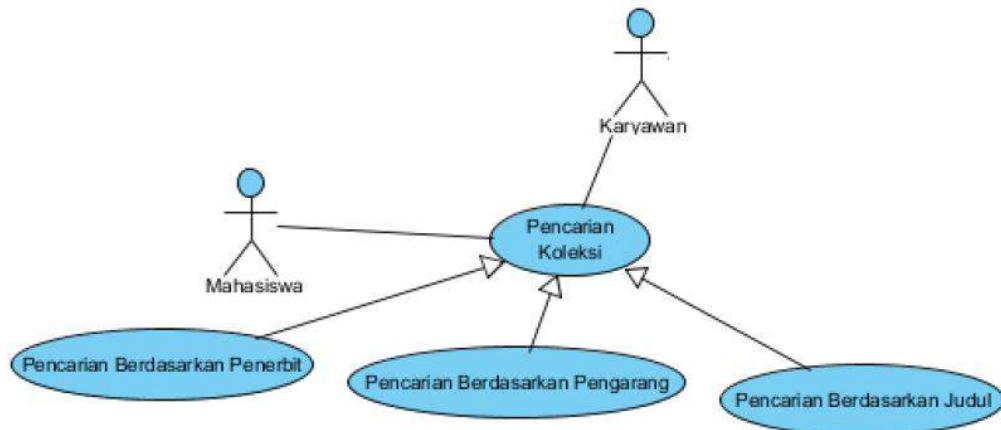 Karyawan
Pencarian
Koleksi
Mahasiswa
Pencarian Berdasarkan Penerbit
Pencarian Berdasarkan Pengarang
Pencarian Berdasarkan Judul